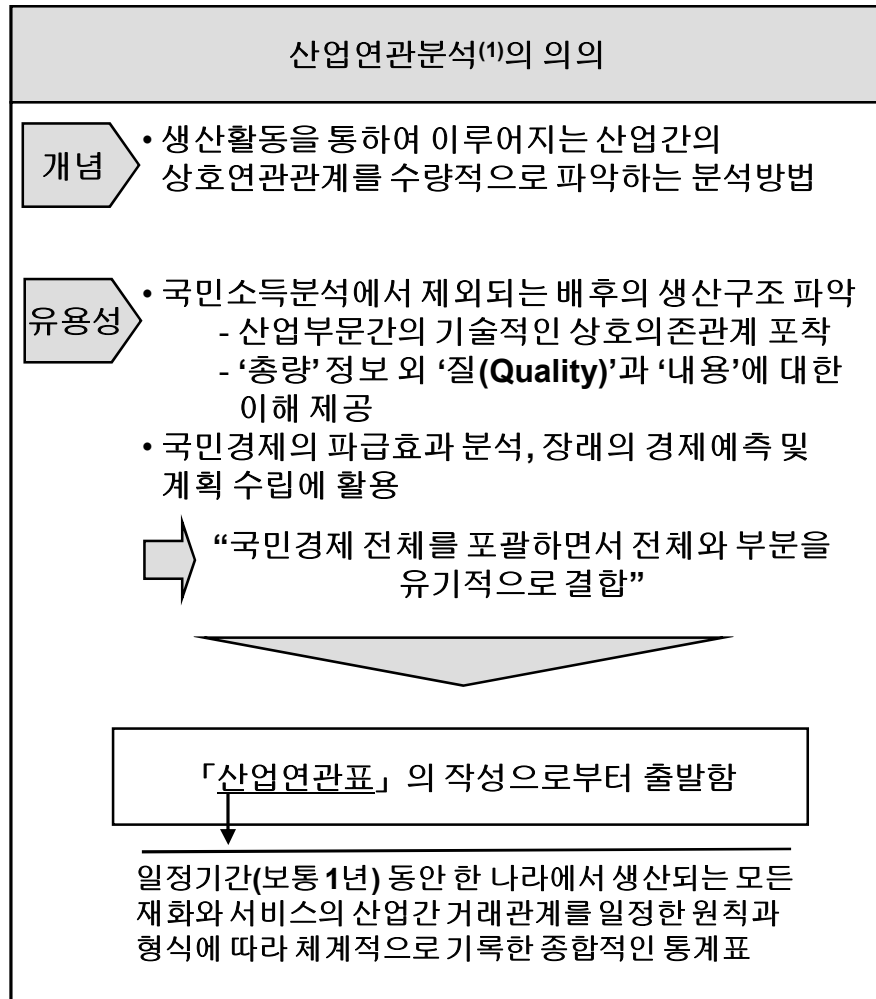 산업연관분석(1)의 의의
개념
• 생산활동을 통하여 이루어지는 산업간의
상호연관관계를 수량적으로 파악하는 분석방법
유용성
• 국민소득분석에서 제외되는 배후의 생산구조 파악
- 산업부문간의 기술적인 상호의존관계 포착
- ‘총량’ 정보 외 ‘질(Quality)’과 ‘내용’에 대한
이해 제공
• 국민경제의 파급효과 분석, 장래의 경제예측 및
계획 수립에 활용
“국민경제 전체를 포괄하면서 전체와 부분을
유기적으로 결합”
「산업연관표」의 작성으로부터 출발함
일정기간(보통 1년) 동안 한 나라에서 생산되는 모든
재화와 서비스의 산업간 거래관계를 일정한 원칙과
형식에 따라 체계적으로 기록한 종합적인 통계표